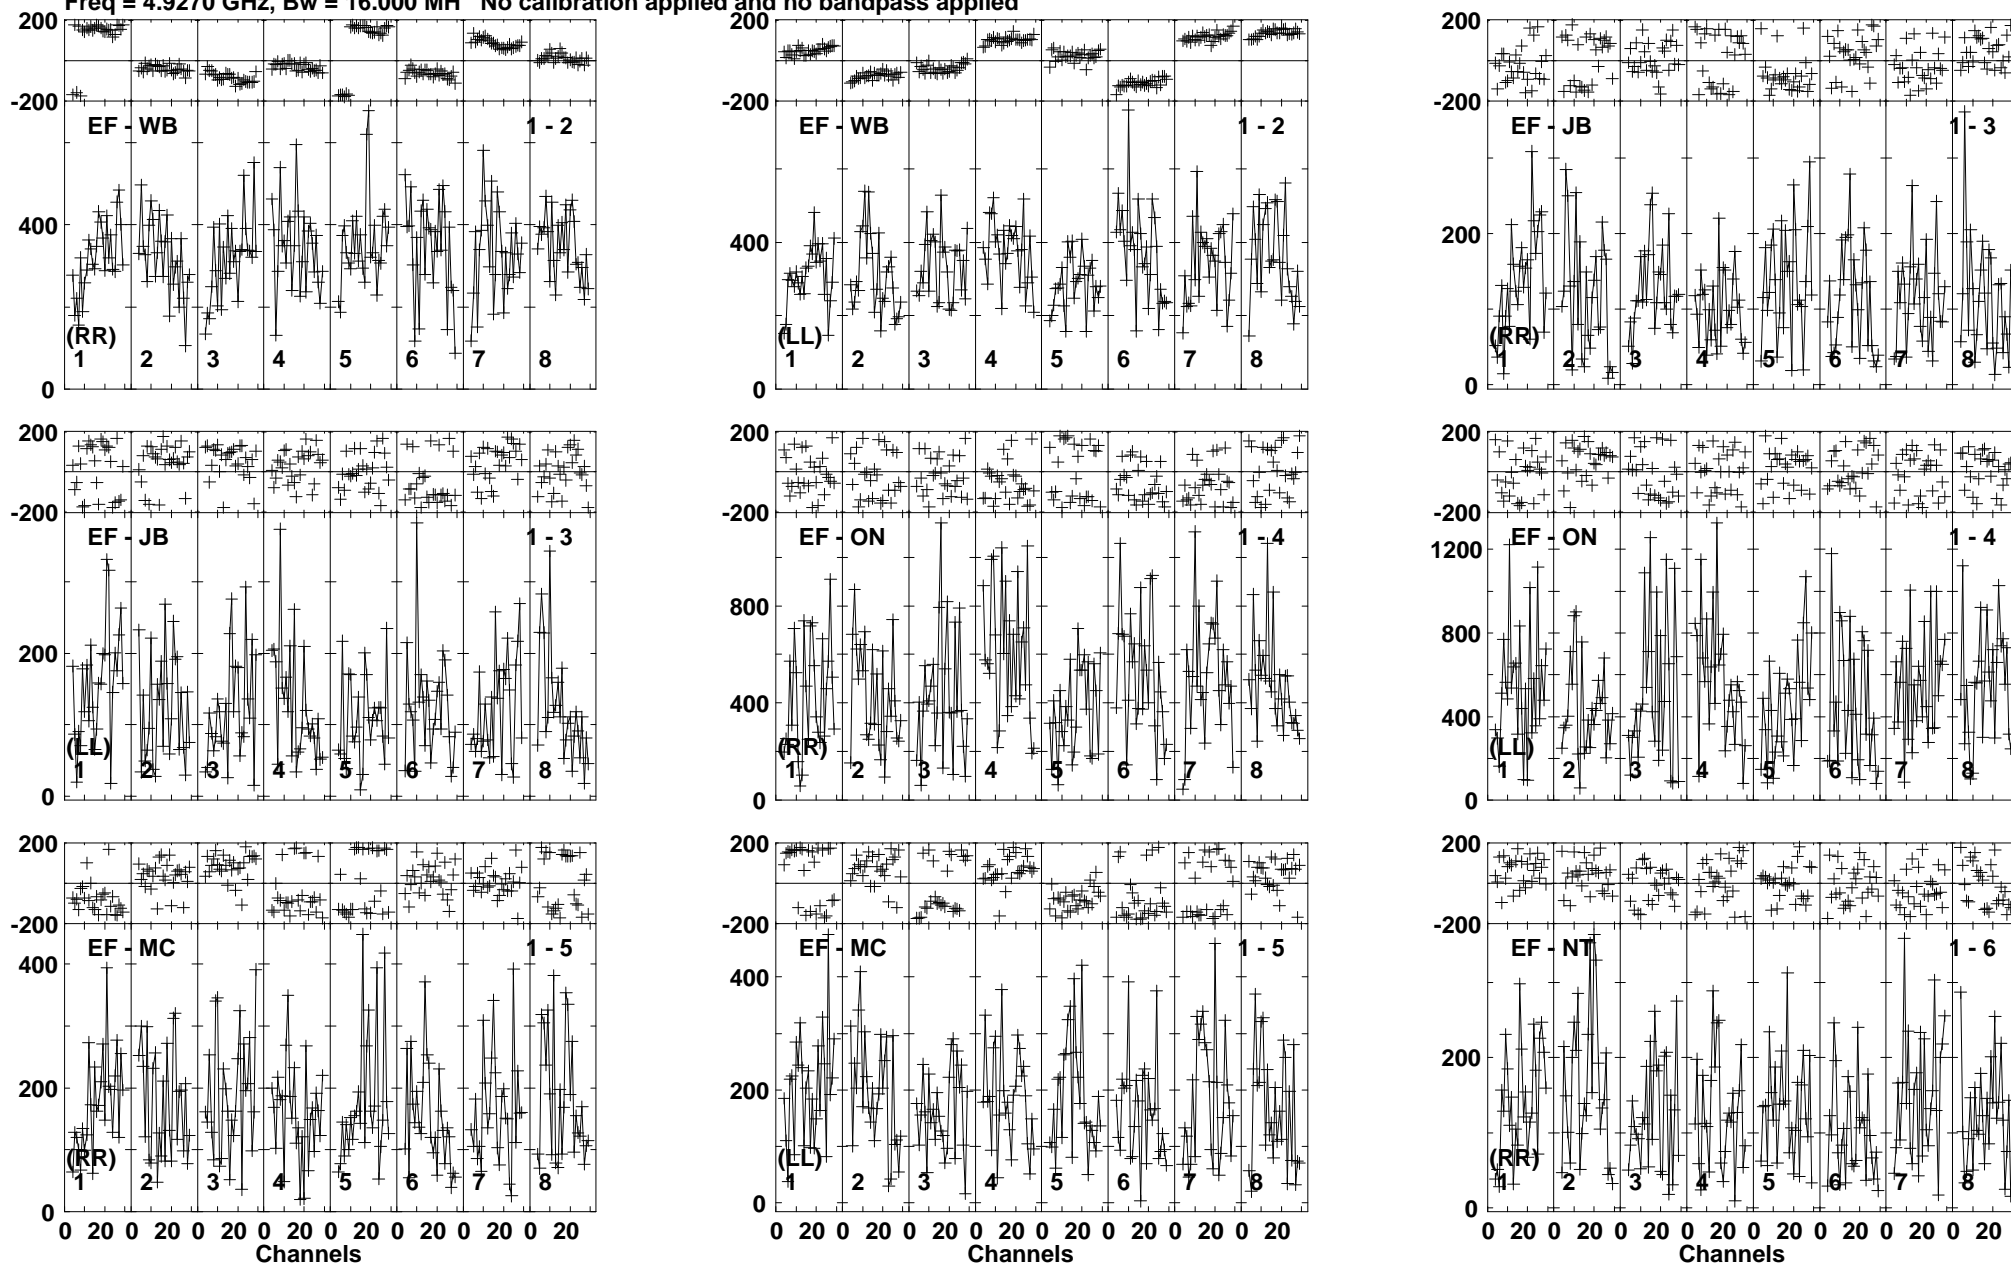 Freq = 4.9270 GHz, Bw = 16.000 MH No calibration applied and no bandpass applied
200 200 200
-200 -200 -200
EF - WB 1 - 2 EF - WB 1 - 2 EF - JB 1 - 3
400 400 200
(RR) (LL) (RR)
1 2 3 4 5 6 7 8 1 2 3 4 5 6 7 8 1 2 3 4 5 6 7 8
0 0 0
200 200 200
-200 -200 -200
EF - JB 1 - 3 EF - ON 1 - 4 EF - ON 1 - 4
1200
200 800 800
400 400
(LL) (RR) (LL)
1 2 3 4 5 6 7 8 1 2 3 4 5 6 7 8 1 2 3 4 5 6 7 8
0 0 0
200 200 200
-200 -200 -200
EF - MC 1 - 5 EF - MC 1 - 5 EF - NT 1 - 6
400 400
200 200 200
(RR) (LL) (RR)
1 2 3 4 5 6 7 8 1 2 3 4 5 6 7 8 1 2 3 4 5 6 7 8
0 0 0
0 20 0 20 0 20 0 20 0 20 0 20 0 20 0 20 0 20 0 20 0 20 0 20 0 20 0 20 0 20 0 20 0 20 0 20 0 20 0 20 0 20 0 20 0 20 0 20
Channels Channels Channels